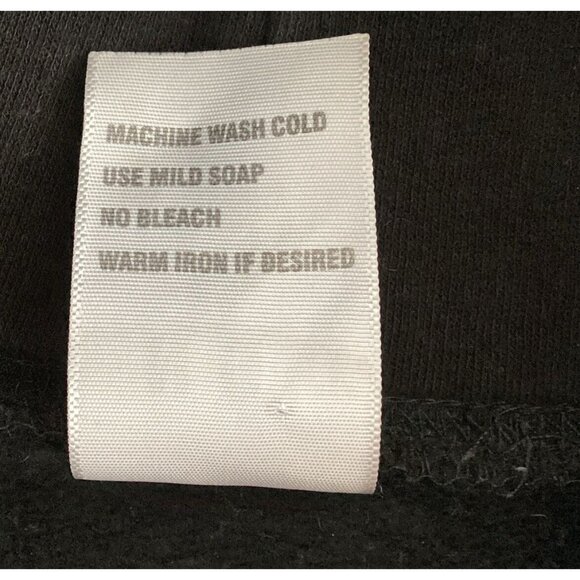 MACHINE WASH COLD
USE MILD SOAP
NO BLEACH
WARM IRON IF DESIRED